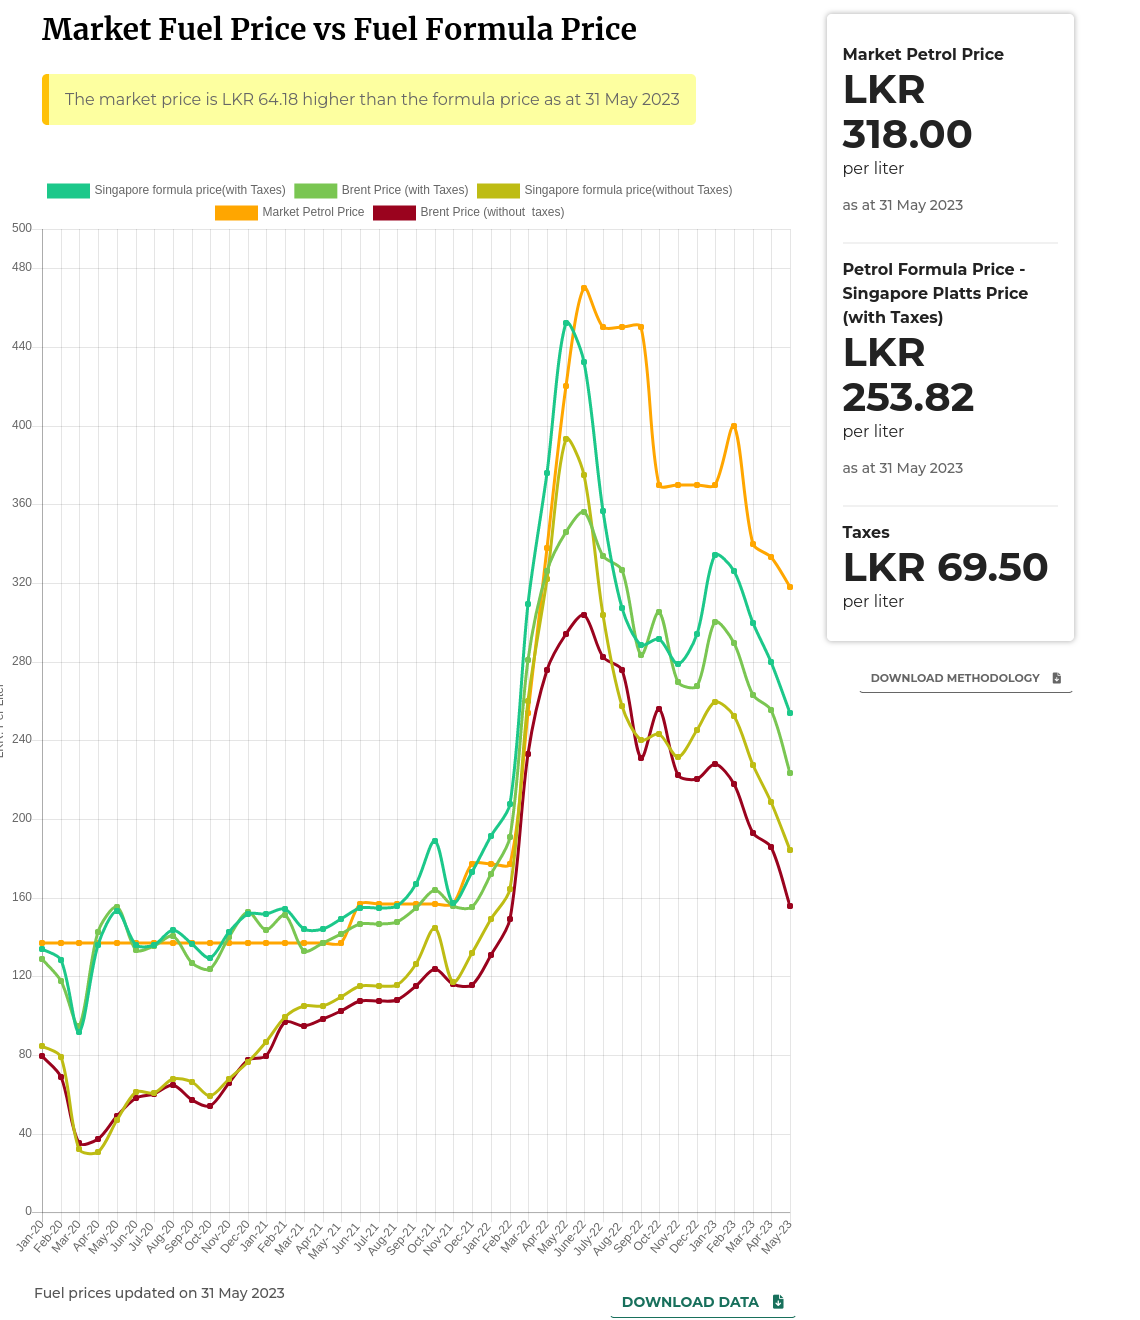 Market Fuel Price vs Fuel Formula Price
The market price is LKR 64.18 higher than the formula price as at 31 May 2023
Singapore formula price(with Taxes) Brent Price (with Taxes) Singapore formula price(without Taxes)
Market Petrol Price Brent Price (without taxes)
500
480
440
400
360
320
280
240
200
160
120
80
40
0
Jan-20 Feb-20 Mar-20 Apr-20 May-20 Jun-20 Jul-20 Aug-20 Sep-20 Oct-20 Nov-20 Dec-20 Jan-21 Feb-21 Mar-21 Apr-21 May-21 Jun-21 Jul-21 Aug-21 Sep-21 Oct-21 Nov-21 Dec-21 Jan-22 Feb-22 Mar-22 Apr-22 May-22 June-22 July-22 Aug-22 Sep-22 Oct-22 Nov-22 Dec-22 Jan-23 Feb-23 Mar-23 Apr-23 May-23
Fuel prices updated on 31 May 2023
DOWNLOAD DATA
Market Petrol Price
LKR
318.00
per liter
as at 31 May 2023
Petrol Formula Price -
Singapore Platts Price
(with Taxes)
LKR
253.82
per liter
as at 31 May 2023
Taxes
LKR 69.50
per liter
DOWNLOAD METHODOLOGY